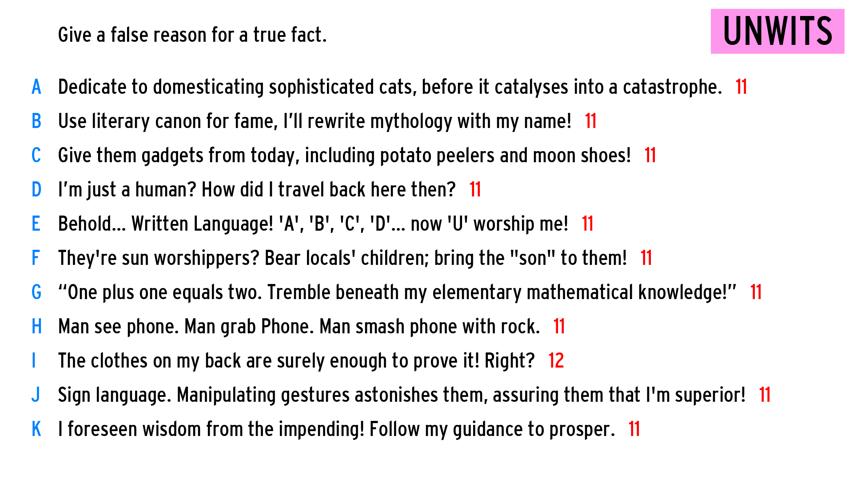 Give a false reason for a true fact.
UNWITS
A Dedicate to domesticating sophisticated cats, before it catalyses into a catastrophe. 11
B Use literary canon for fame, I’ll rewrite mythology with my name! 11
C Give them gadgets from today, including potato peelers and moon shoes! 11
D I’m just a human? How did I travel back here then? 11
E Behold... Written Language! 'A', 'B', 'C', 'D'... now 'U' worship me! 11
F They're sun worshippers? Bear locals' children; bring the "son" to them! 11
G “One plus one equals two. Tremble beneath my elementary mathematical knowledge!” 11
H Man see phone. Man grab Phone. Man smash phone with rock. 11
I The clothes on my back are surely enough to prove it! Right? 12
J Sign language. Manipulating gestures astonishes them, assuring them that I'm superior! 11
K I foreseen wisdom from the impending! Follow my guidance to prosper. 11